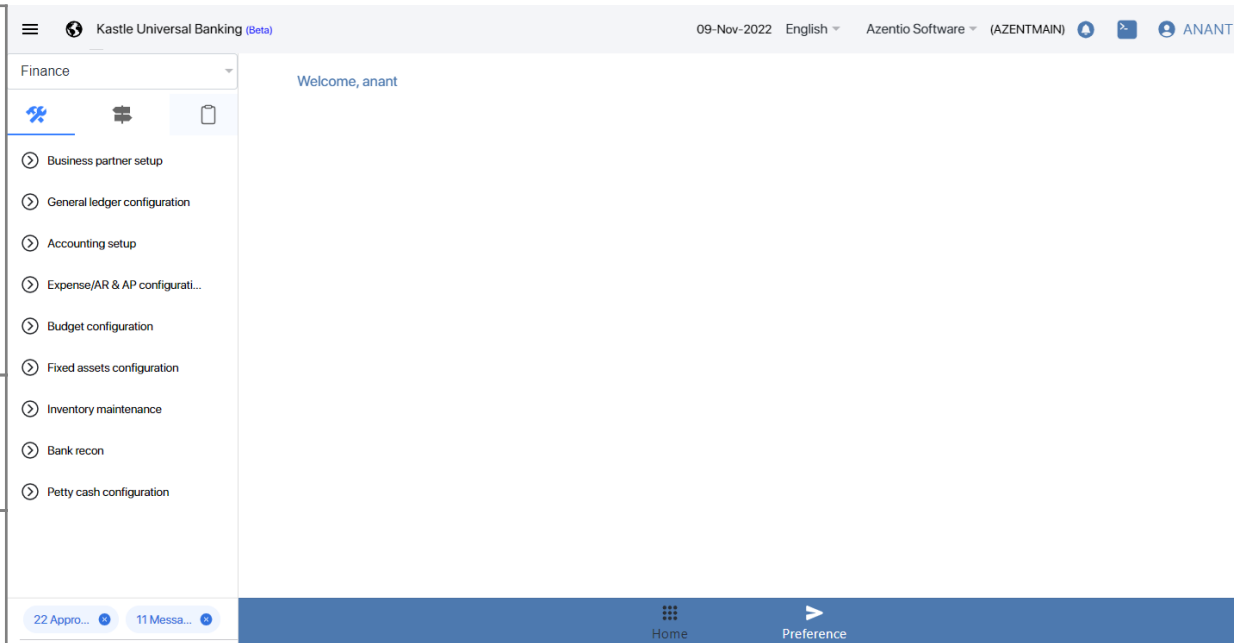 Kastle Universal Banking (Beta)
09-Nov-2022 English Azentio Software (AZENTMAIN) ANANT
Finance
Welcome, anant
Business partner setup
General ledger configuration
Accounting setup
Expense/AR & AP configurati...
Budget configuration
Fixed assets configuration
Inventory maintenance
Bank recon
Petty cash configuration
22 Appro... 11 Messa...
Home Preference